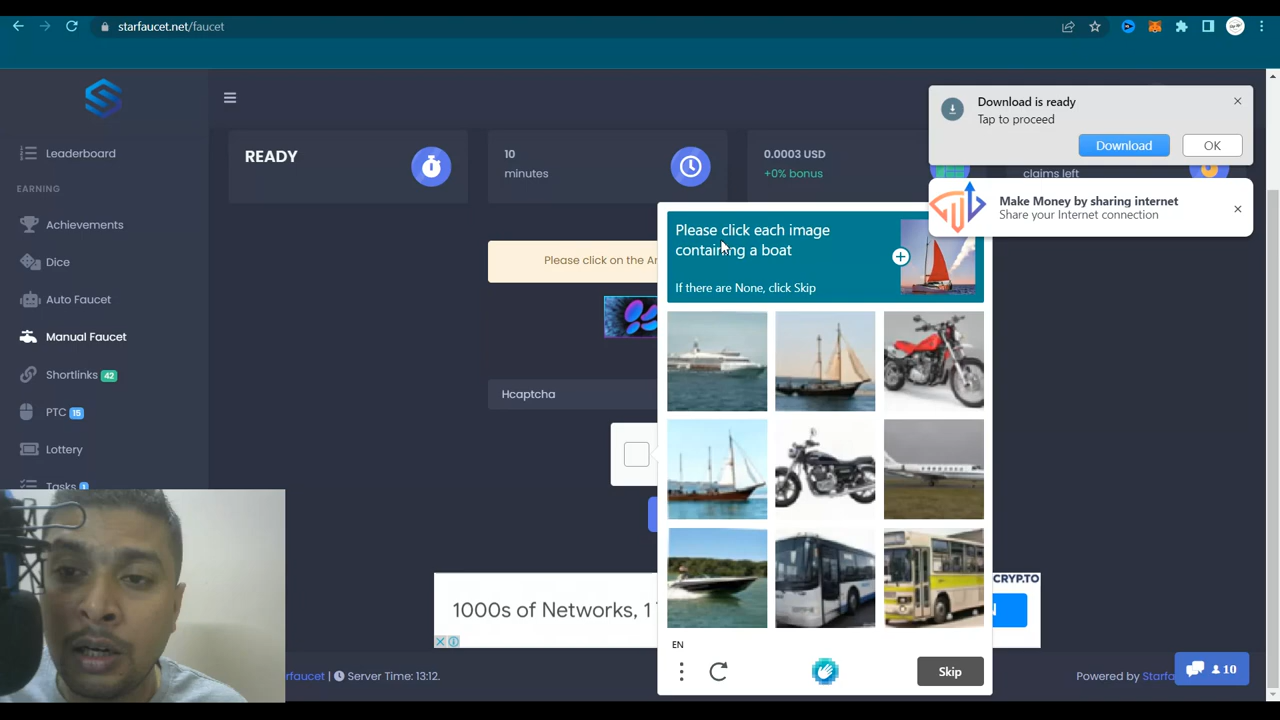 starfaucet.net/faucet
Download is ready
Tap to proceed
Download
OK
Make Money by sharing internet
Share your Internet connection
Leaderboard
EARNING
Achievements
Dice
Auto Faucet
Manual Faucet
Shortlinks 42
PTC 15
Lottery
Tasks 1
READY
10
minutes
0.0003 USD
+0% bonus
claims left
Please click on the
Hcaptcha
Please click each image
containing a boat
If there are None, click Skip
EN
Skip
1000s of Networks, 1
CRYP.TO
Server Time: 13:12.
Powered by
10